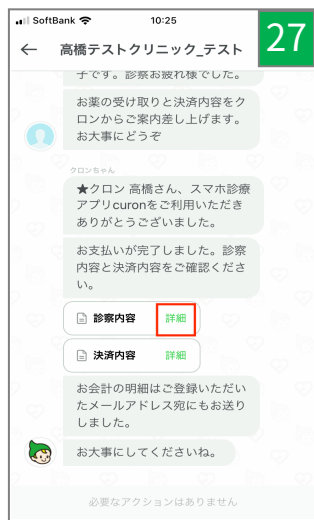 SoftBank 10:25
27
← 高橋テストクリニック_テスト
子です。診察お疲れ様でした。
お薬の受け取りと決済内容をク
ロンからご案内差し上げます。
お大事にどうぞ
クロンちゃん
★クロン 高橋さん、スマホ診療
アプリcuronをご利用いただき
ありがとうございました。
お支払いが完了しました。診察
内容と決済内容をご確認くださ
い。
診察内容 詳細
決済内容 詳細
お会計の明細はご登録いただい
たメールアドレス宛にもお送り
しました。
お大事にしてくださいね。
必要なアクションはありません